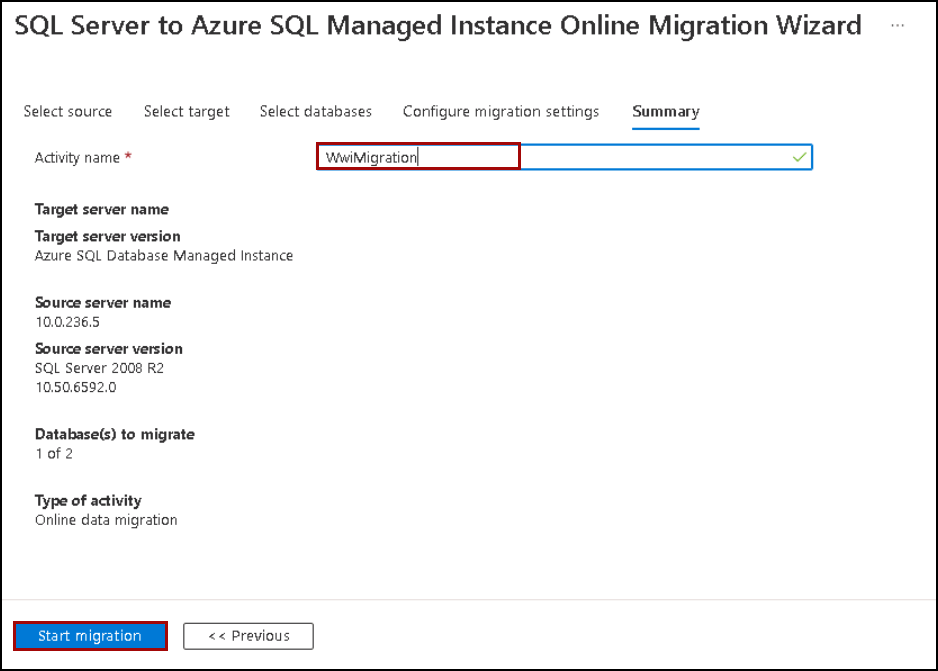 SQL Server to Azure SQL Managed Instance Online Migration Wizard ...
Select source Select target Select databases Configure migration settings Summary
Activity name * WwiMigration
Target server name
Target server version
Azure SQL Database Managed Instance
Source server name
10.0.236.5
Source server version
SQL Server 2008 R2
10.50.6592.0
Database(s) to migrate
1 of 2
Type of activity
Online data migration
Start migration << Previous